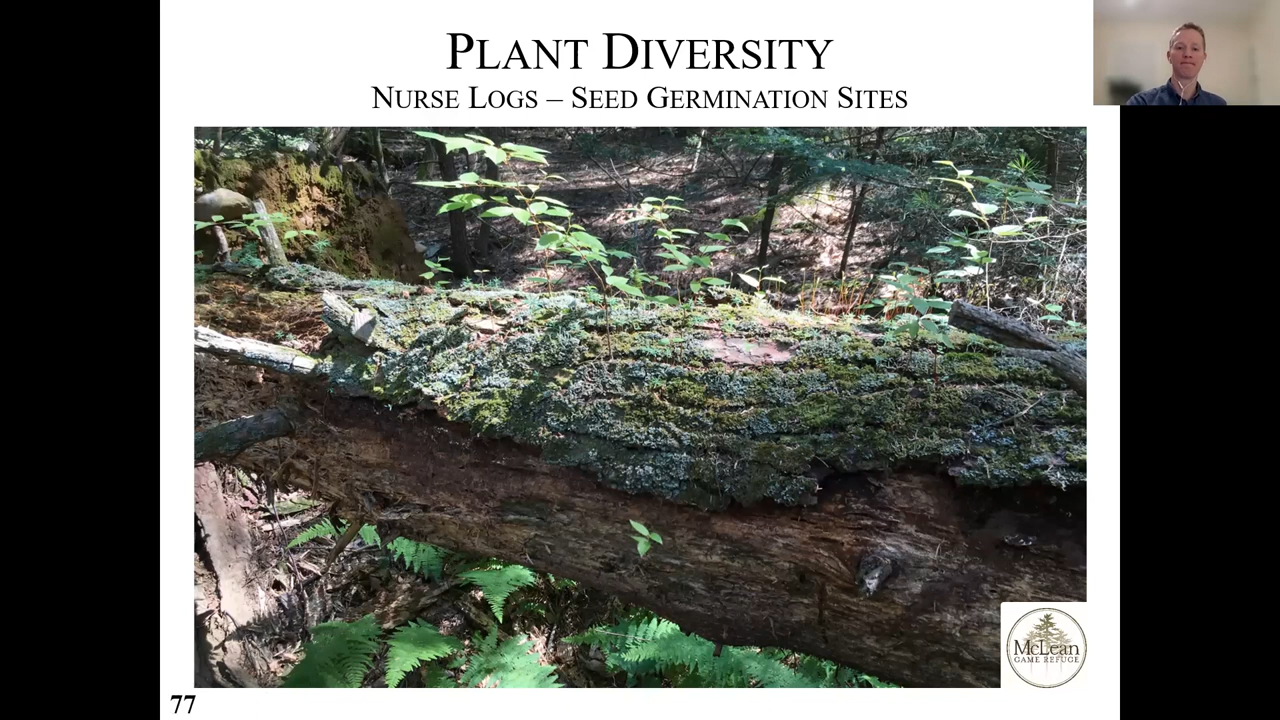 PLANT DIVERSITY
NURSE LOGS – SEED GERMINATION SITES
McLean
GAME REFUGE
77